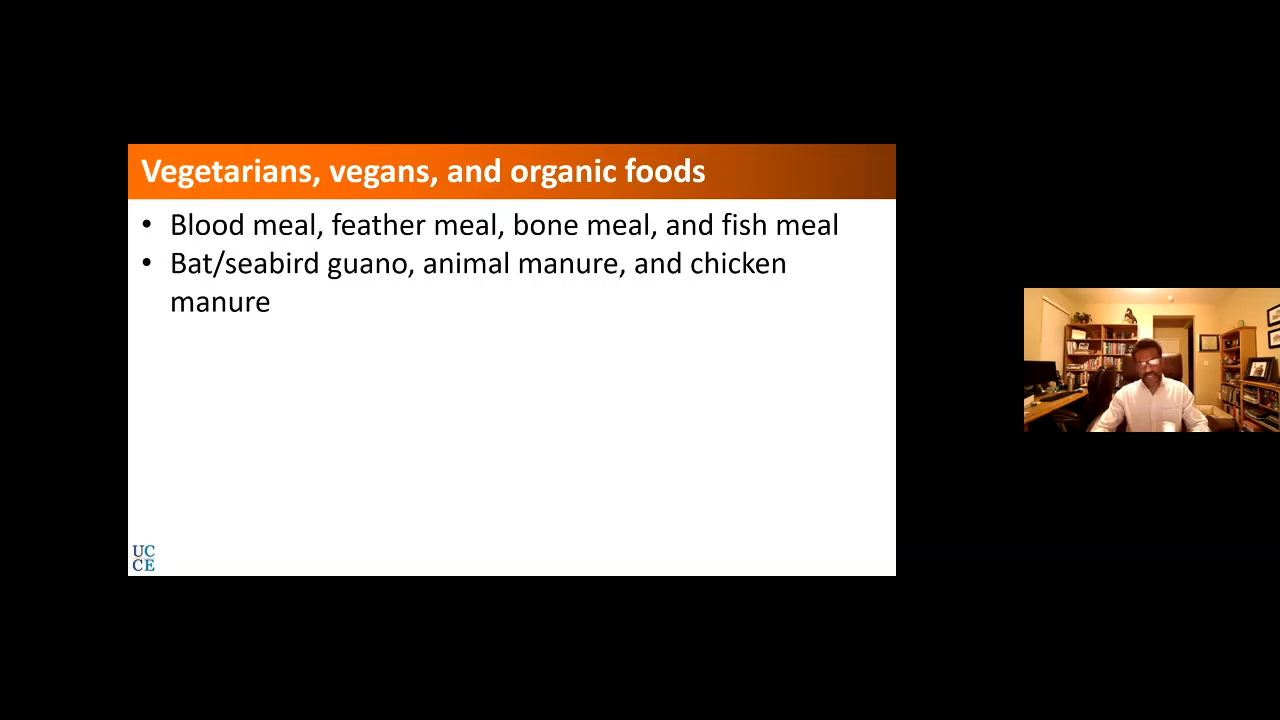 Vegetarians, vegans, and organic foods
• Blood meal, feather meal, bone meal, and fish meal
• Bat/seabird guano, animal manure, and chicken
manure
UC
CE